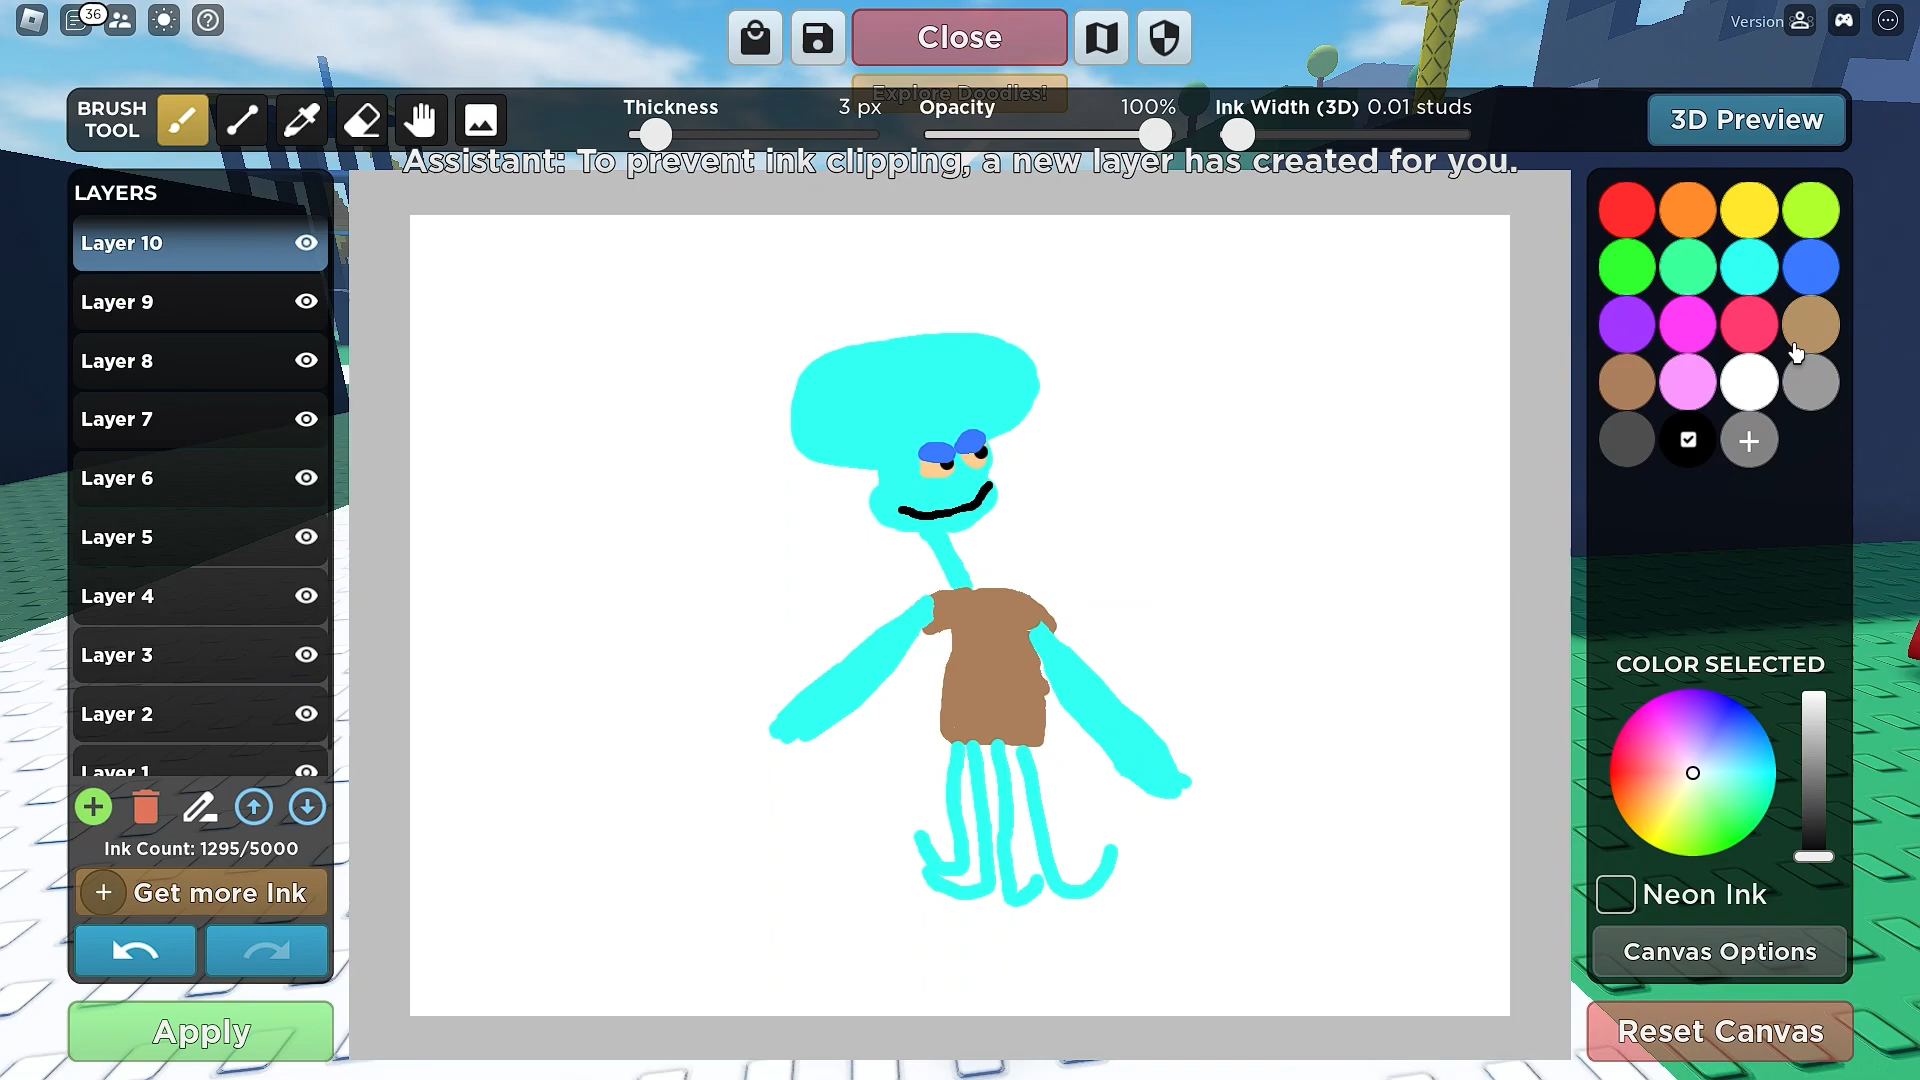 36
Close
Version
Explore Doodles!
BRUSH
TOOL
Thickness
3 px
Opacity
100%
Ink Width (3D) 0.01 studs
3D Preview
Assistant: To prevent ink clipping, a new layer has created for you.
LAYERS
Layer 10
Layer 9
Layer 8
Layer 7
Layer 6
Layer 5
Layer 4
Layer 3
Layer 2
Layer 1
Ink Count: 1295/5000
+ Get more Ink
Apply
COLOR SELECTED
Neon Ink
Canvas Options
Reset Canvas